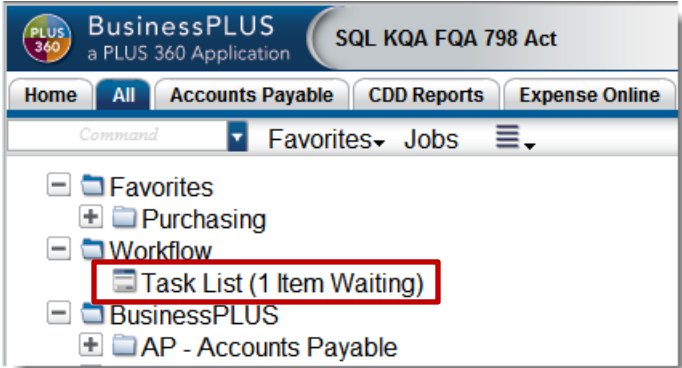 PLUS 360
BusinessPLUS
a PLUS 360 Application
SQL KQA FQA 798 Act
Home All Accounts Payable CDD Reports Expense Online
Command Favorites Jobs
Favorites
Purchasing
Workflow
Task List (1 Item Waiting)
BusinessPLUS
AP - Accounts Payable